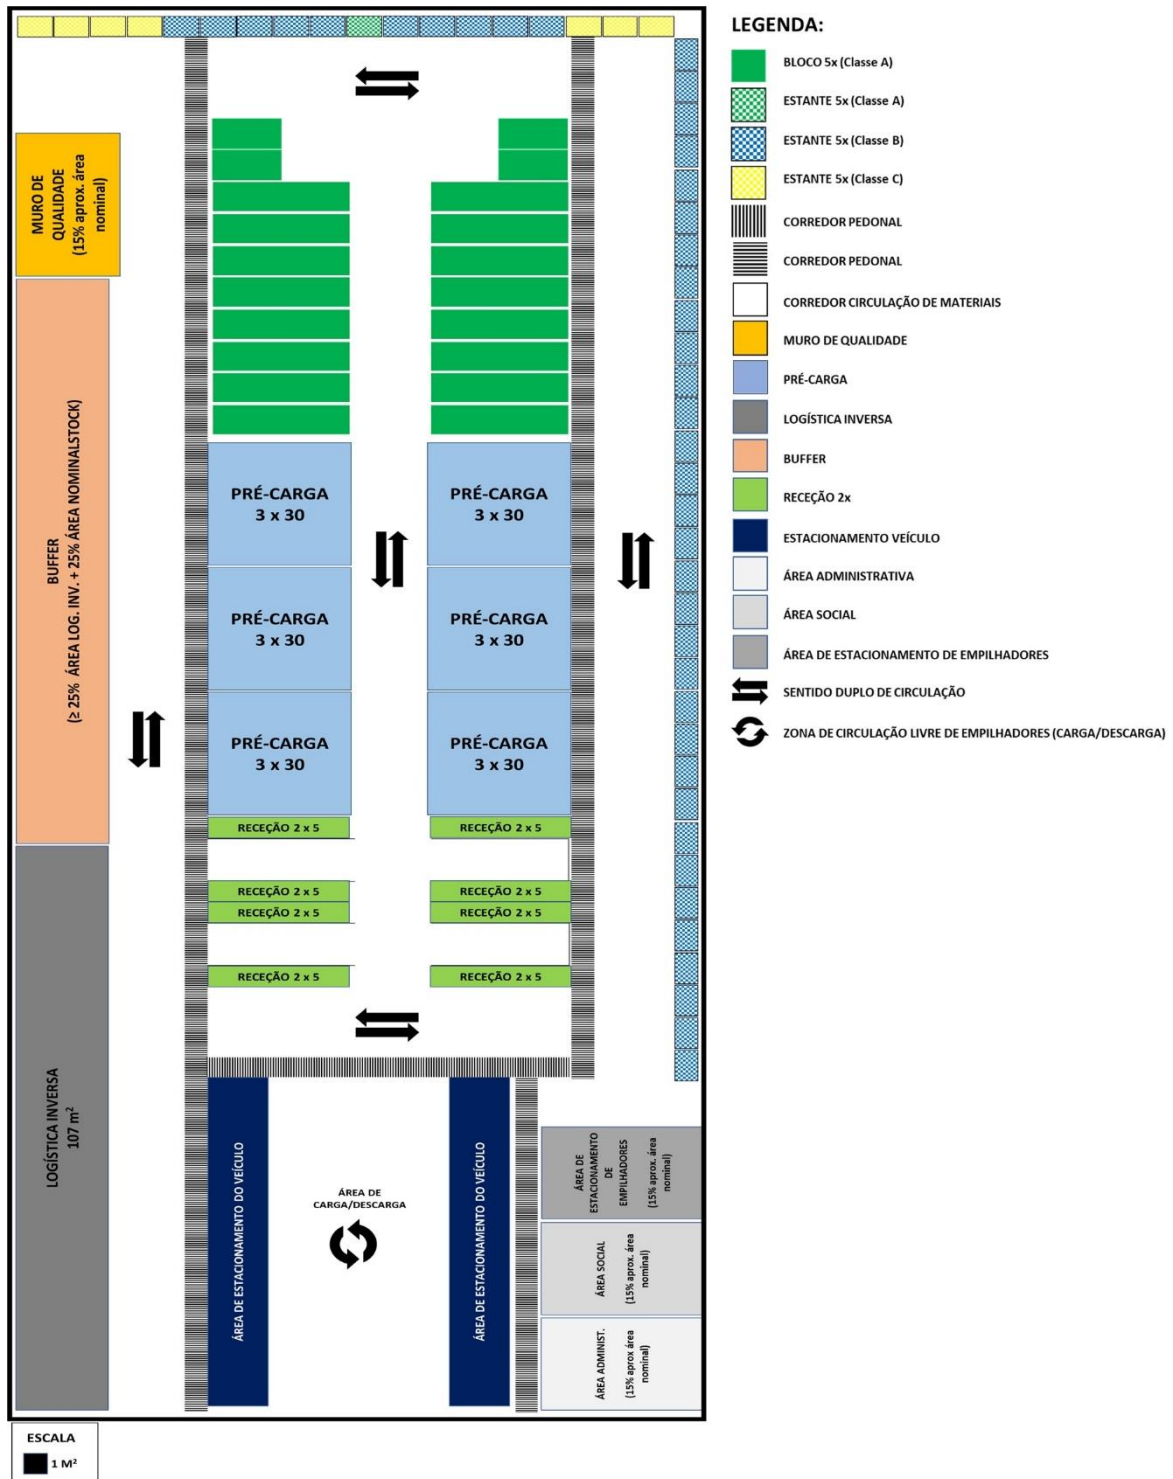 MURO DE
QUALIDADE
(15% aprox. área
nominal)
BUFFER
(≥ 25% ÁREA LOG. INV. + 25% ÁREA NOMINALSTOCK)
LOGÍSTICA INVERSA
107 m²
PRÉ-CARGA
3 x 30
PRÉ-CARGA
3 x 30
PRÉ-CARGA
3 x 30
PRÉ-CARGA
3 x 30
PRÉ-CARGA
3 x 30
PRÉ-CARGA
3 x 30
RECEÇÃO 2 x 5
RECEÇÃO 2 x 5
RECEÇÃO 2 x 5
RECEÇÃO 2 x 5
RECEÇÃO 2 x 5
RECEÇÃO 2 x 5
RECEÇÃO 2 x 5
RECEÇÃO 2 x 5
ÁREA DE ESTACIONAMENTO DO VEÍCULO
ÁREA DE
CARGA/DESCARGA
ÁREA DE ESTACIONAMENTO DO VEÍCULO
ÁREA DE
ESTACIONAMENTO
DE
EMPILHADORES
(15% aprox. área
nominal)
ÁREA SOCIAL
(15% aprox. área
nominal)
ÁREA ADMINIST.
(15% aprox área
nominal)
ESCALA
1 M²
LEGENDA:
BLOCO 5x (Classe A)
ESTANTE 5x (Classe A)
ESTANTE 5x (Classe B)
ESTANTE 5x (Classe C)
CORREDOR PEDONAL
CORREDOR PEDONAL
CORREDOR CIRCULAÇÃO DE MATERIAIS
MURO DE QUALIDADE
PRÉ-CARGA
LOGÍSTICA INVERSA
BUFFER
RECEÇÃO 2x
ESTACIONAMENTO VEÍCULO
ÁREA ADMINISTRATIVA
ÁREA SOCIAL
ÁREA DE ESTACIONAMENTO DE EMPILHADORES
SENTIDO DUPLO DE CIRCULAÇÃO
ZONA DE CIRCULAÇÃO LIVRE DE EMPILHADORES (CARGA/DESCARGA)